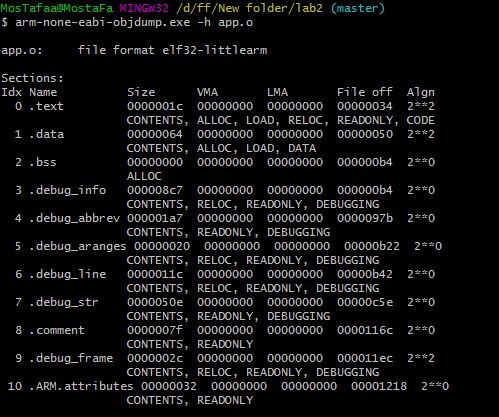 MosTafaa@MostaFa MINGW32 /d/ff/New folder/lab2 (master)
$ arm-none-eabi-objdump.exe -h app.o
app.o:     file format elf32-littlearm
Sections:
Idx Name          Size      VMA       LMA       File off  Algn
  0 .text         0000001c  00000000  00000000  00000034  2**2
                  CONTENTS, ALLOC, LOAD, RELOC, READONLY, CODE
  1 .data         00000064  00000000  00000000  00000050  2**2
                  CONTENTS, ALLOC, LOAD, DATA
  2 .bss          00000000  00000000  00000000  000000b4  2**0
                  ALLOC
  3 .debug_info   000008c7  00000000  00000000  000000b4  2**0
                  CONTENTS, RELOC, READONLY, DEBUGGING
  4 .debug_abbrev 000001a7  00000000  00000000  0000097b  2**0
                  CONTENTS, READONLY, DEBUGGING
  5 .debug_aranges 00000020  00000000  00000000  00000b22  2**0
                  CONTENTS, RELOC, READONLY, DEBUGGING
  6 .debug_line   0000011c  00000000  00000000  00000b42  2**0
                  CONTENTS, RELOC, READONLY, DEBUGGING
  7 .debug_str    0000050e  00000000  00000000  00000c5e  2**0
                  CONTENTS, READONLY, DEBUGGING
  8 .comment      0000007f  00000000  00000000  0000116c  2**0
                  CONTENTS, READONLY
  9 .debug_frame  0000002c  00000000  00000000  000011ec  2**2
                  CONTENTS, RELOC, READONLY, DEBUGGING
 10 .ARM.attributes 00000032  00000000  00000000  00001218  2**0
                  CONTENTS, READONLY